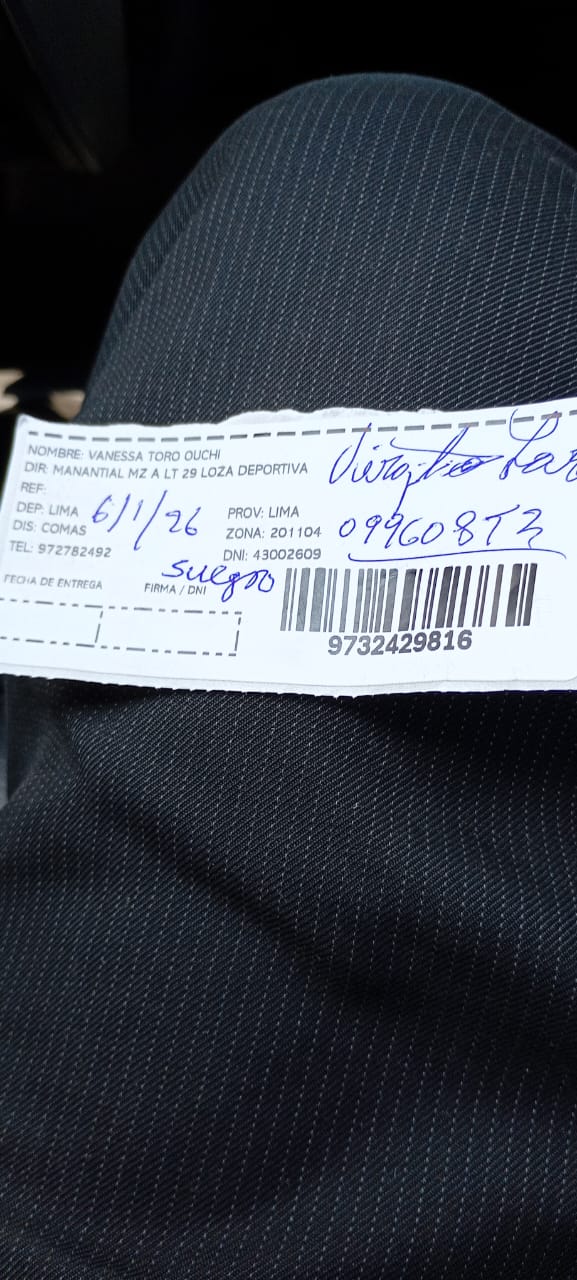 NOMBRE: VANESSA TORO OUCHI
DIR: MANANTIAL MZ A LT 29 LOZA DEPORTIVA
REF:
DEP: LIMA 6/1/26 PROV: LIMA
DIS: COMAS ZONA: 201104
TEL: 972782492 DNI: 43002609
suegro
FECHA DE ENTREGA FIRMA / DNI
9732429816